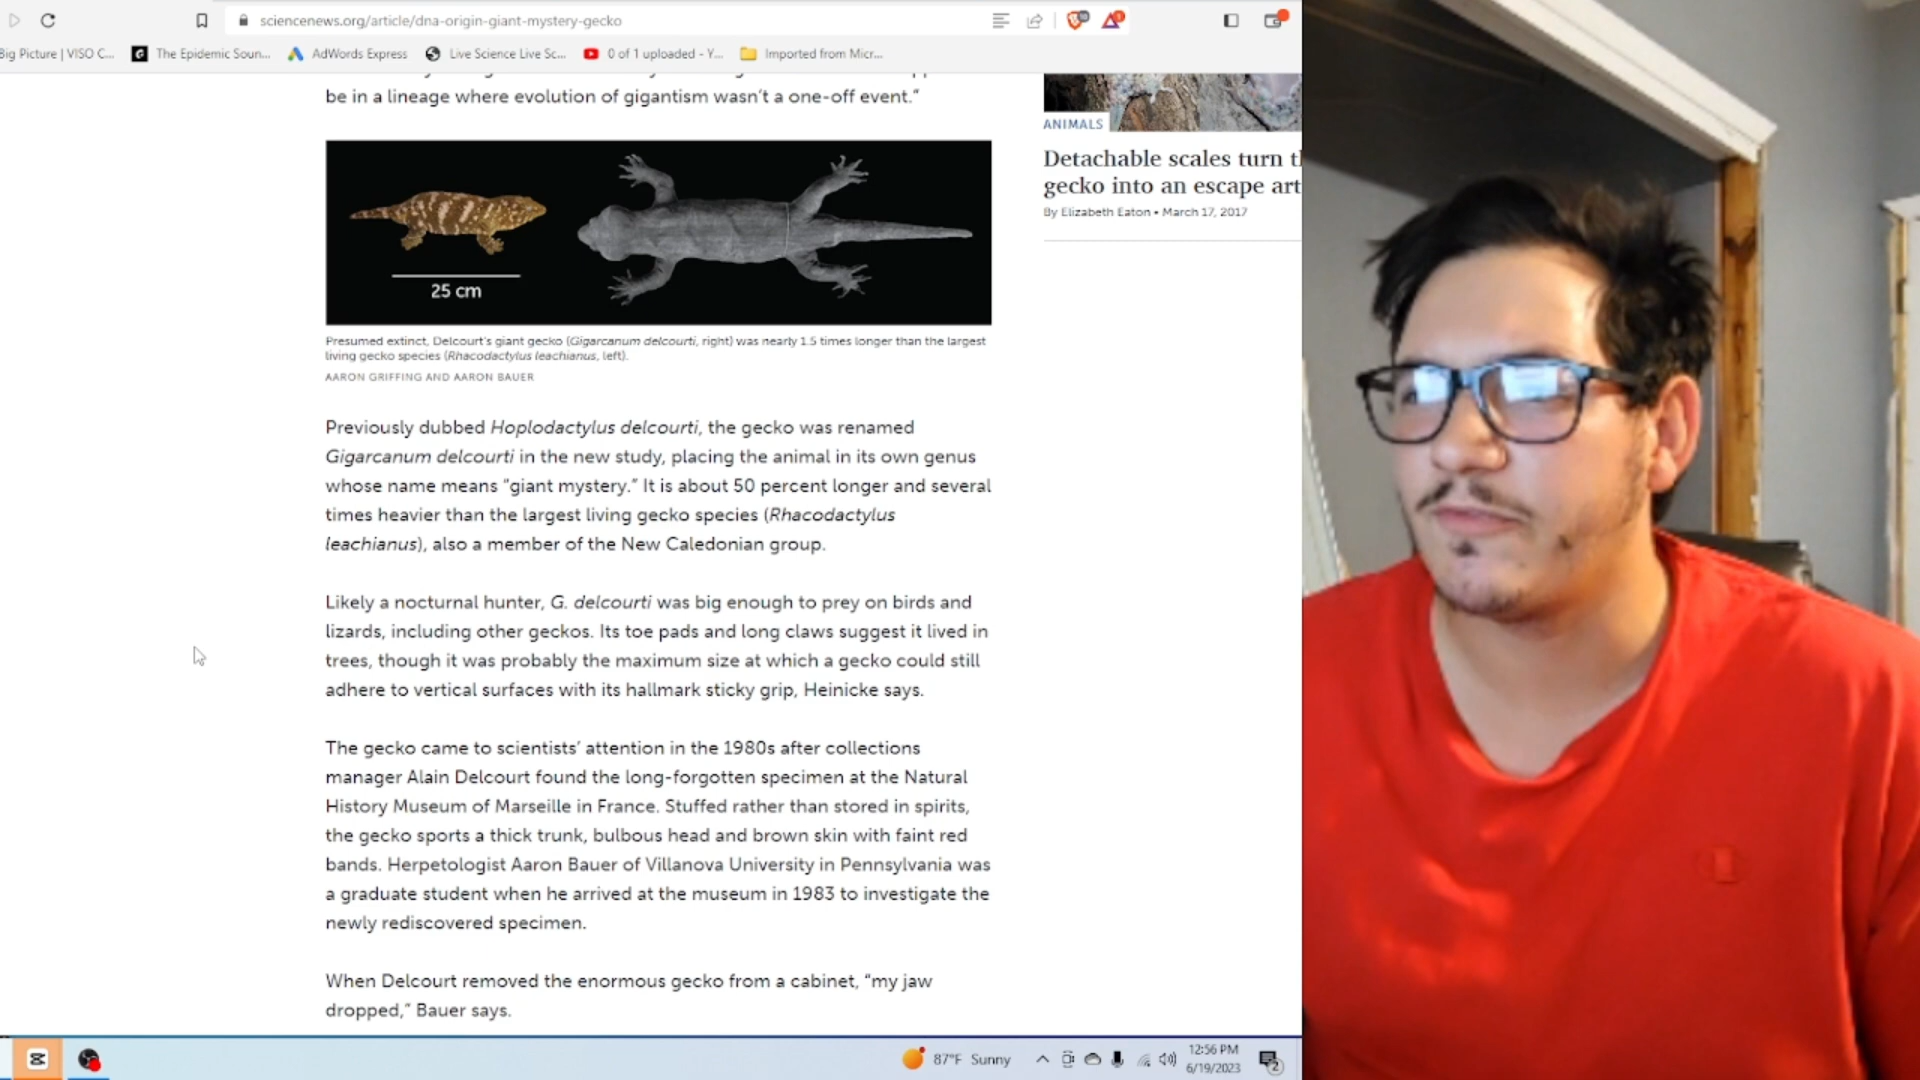 sciencenews.org/article/dna-origin-giant-mystery-gecko
Big Picture | VISO C...
The Epidemic Soun...
AdWords Express
Live Science Live Sc...
0 of 1 uploaded - Y...
Imported from Micr...
be in a lineage where evolution of gigantism wasn’t a one-off event.”
25 cm
Presumed extinct, Delcourt’s giant gecko (Gigarcanum delcourti, right) was nearly 1.5 times longer than the largest
living gecko species (Rhacodactylus leachianus, left).
AARON GRIFFING AND AARON BAUER
Previously dubbed Hoplodactylus delcourti, the gecko was renamed
Gigarcanum delcourti in the new study, placing the animal in its own genus
whose name means “giant mystery.” It is about 50 percent longer and several
times heavier than the largest living gecko species (Rhacodactylus
leachianus), also a member of the New Caledonian group.
Likely a nocturnal hunter, G. delcourti was big enough to prey on birds and
lizards, including other geckos. Its toe pads and long claws suggest it lived in
trees, though it was probably the maximum size at which a gecko could still
adhere to vertical surfaces with its hallmark sticky grip, Heinicke says.
The gecko came to scientists’ attention in the 1980s after collections
manager Alain Delcourt found the long-forgotten specimen at the Natural
History Museum of Marseille in France. Stuffed rather than stored in spirits,
the gecko sports a thick trunk, bulbous head and brown skin with faint red
bands. Herpetologist Aaron Bauer of Villanova University in Pennsylvania was
a graduate student when he arrived at the museum in 1983 to investigate the
newly rediscovered specimen.
When Delcourt removed the enormous gecko from a cabinet, “my jaw
dropped,” Bauer says.
ANIMALS
Detachable scales turn t
gecko into an escape art
By Elizabeth Eaton • March 17, 2017
87°F Sunny
12:56 PM
6/19/2023
2